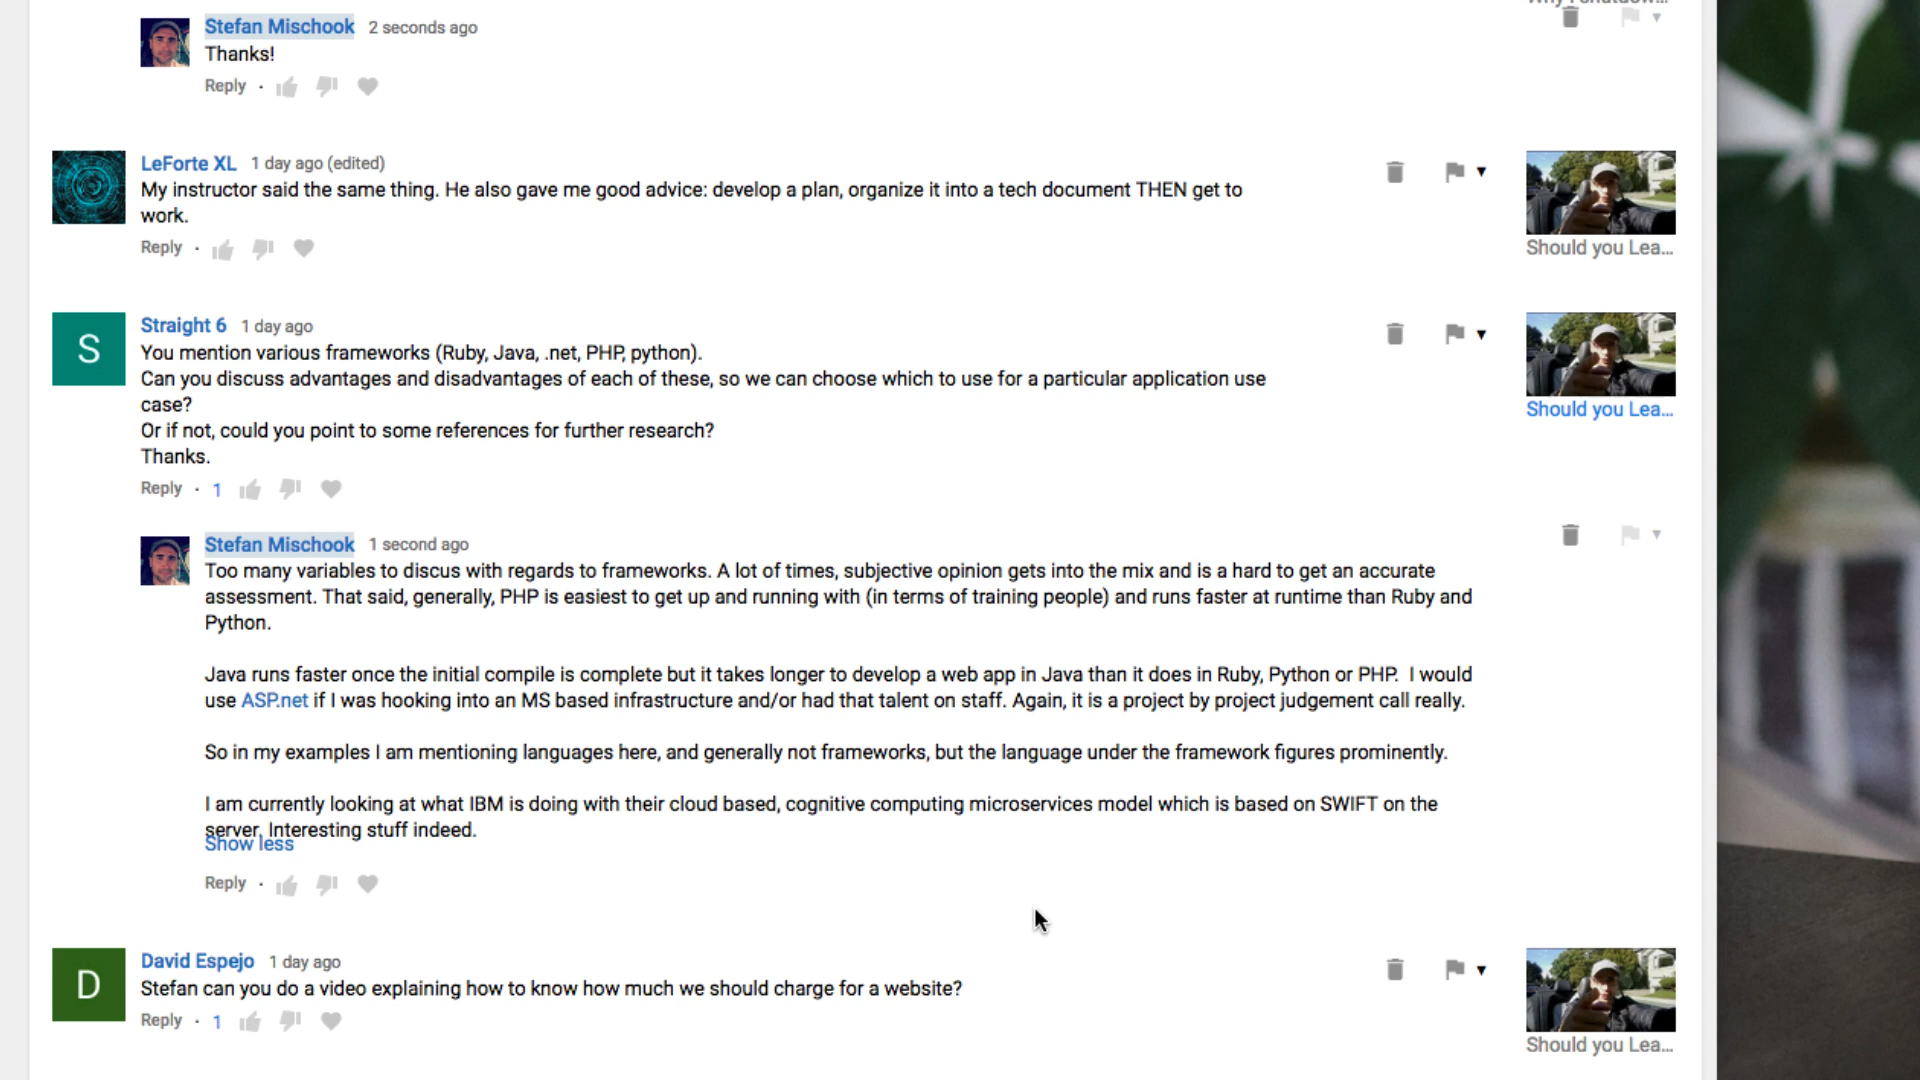 Stefan Mischook 2 seconds ago
Thanks!
Reply ·
LeForte XL 1 day ago (edited)
My instructor said the same thing. He also gave me good advice: develop a plan, organize it into a tech document THEN get to
work.
Reply ·
Should you Lea...
Straight 6 1 day ago
S
You mention various frameworks (Ruby, Java, .net, PHP, python).
Can you discuss advantages and disadvantages of each of these, so we can choose which to use for a particular application use
case?
Should you Lea...
Or if not, could you point to some references for further research?
Thanks.
Reply · 1
Stefan Mischook 1 second ago
Too many variables to discus with regards to frameworks. A lot of times, subjective opinion gets into the mix and is a hard to get an accurate
assessment. That said, generally, PHP is easiest to get up and running with (in terms of training people) and runs faster at runtime than Ruby and
Python.
Java runs faster once the initial compile is complete but it takes longer to develop a web app in Java than it does in Ruby, Python or PHP. I would
use ASP.net if I was hooking into an MS based infrastructure and/or had that talent on staff. Again, it is a project by project judgement call really.
So in my examples I am mentioning languages here, and generally not frameworks, but the language under the framework figures prominently.
I am currently looking at what IBM is doing with their cloud based, cognitive computing microservices model which is based on SWIFT on the
server. Interesting stuff indeed.
Show less
Reply ·
David Espejo 1 day ago
D
Stefan can you do a video explaining how to know how much we should charge for a website?
Reply · 1
Should you Lea...